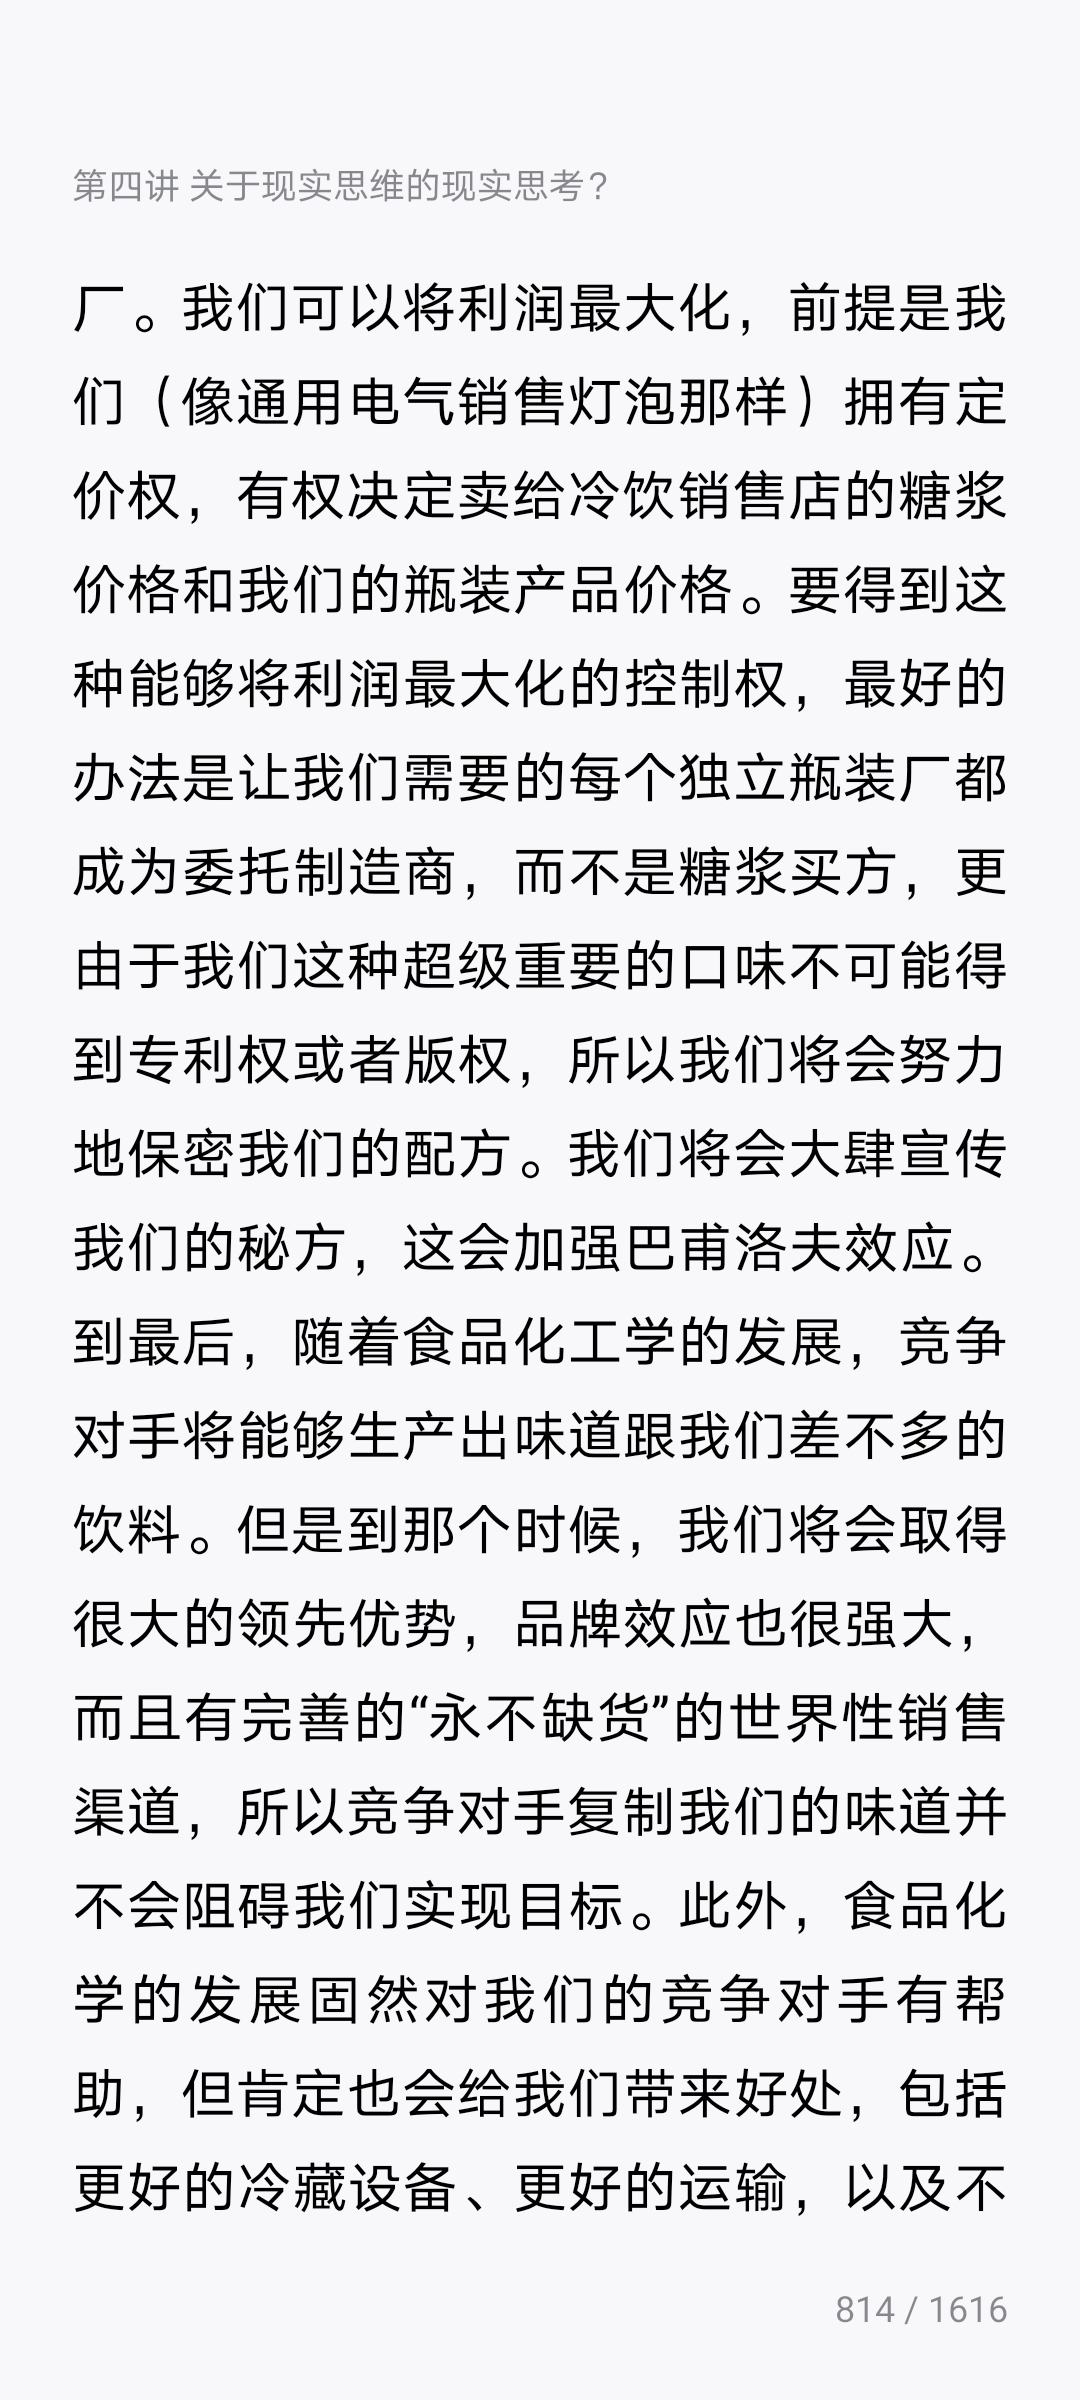 第四讲 关于现实思维的现实思考？
厂。我们可以将利润最大化，前提是我
们（像通用电气销售灯泡那样）拥有定
价权，有权决定卖给冷饮销售店的糖浆
价格和我们的瓶装产品价格。要得到这
种能够将利润最大化的控制权，最好的
办法是让我们需要的每个独立瓶装厂都
成为委托制造商，而不是糖浆买方，更
由于我们这种超级重要的口味不可能得
到专利权或者版权，所以我们将会努力
地保密我们的配方。我们将会大肆宣传
我们的秘方，这会加强巴甫洛夫效应。
到最后，随着食品化工学的发展，竞争
对手将能够生产出味道跟我们差不多的
饮料。但是到那个时候，我们将会取得
很大的领先优势，品牌效应也很强大，
而且有完善的“永不缺货”的世界性销售
渠道，所以竞争对手复制我们的味道并
不会阻碍我们实现目标。此外，食品化
学的发展固然对我们的竞争对手有帮
助，但肯定也会给我们带来好处，包括
更好的冷藏设备、更好的运输，以及不
814 / 1616